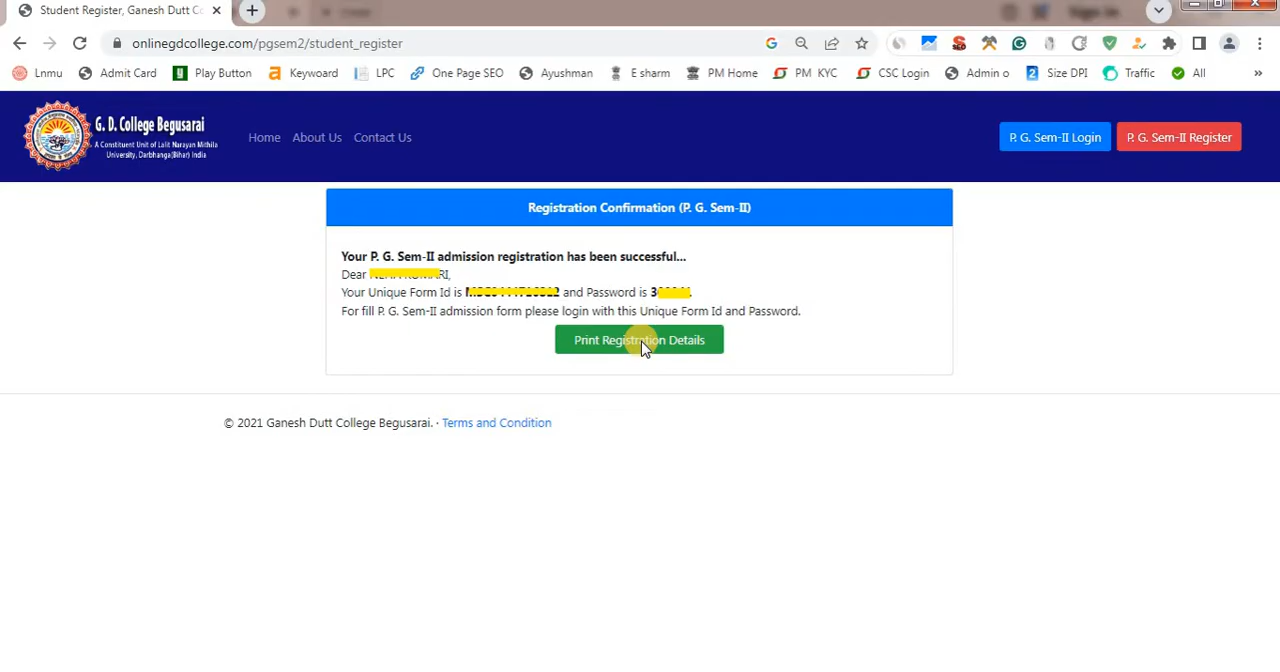 Student Register, Ganesh Dutt Co
onlinegdcollege.com/pgsem2/student_register
Lnmu Admit Card Play Button Keywoard LPC One Page SEO Ayushman E sharm PM Home PM KYC CSC Login Admin o Size DPI Traffic All »
G. D. College Begusarai
A Constituent Unit of Lalit Narayan Mithila
University, Darbhanga(Bihar) India
Home About Us Contact Us
P. G. Sem-II Login P. G. Sem-II Register
Registration Confirmation (P. G. Sem-II)
Your P. G. Sem-II admission registration has been successful...
Dear
Your Unique Form Id is and Password is
For fill P. G. Sem-II admission form please login with this Unique Form Id and Password.
Print Registration Details
© 2021 Ganesh Dutt College Begusarai. · Terms and Condition